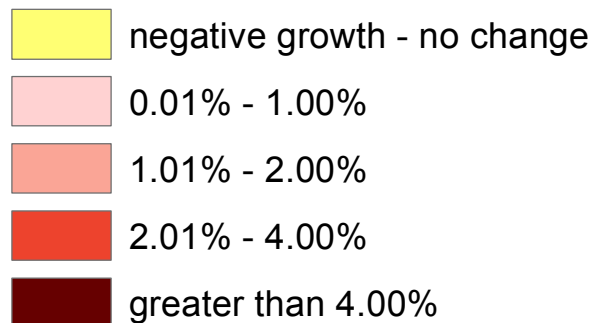 negative growth - no change
0.01% - 1.00%
1.01% - 2.00%
2.01% - 4.00%
greater than 4.00%